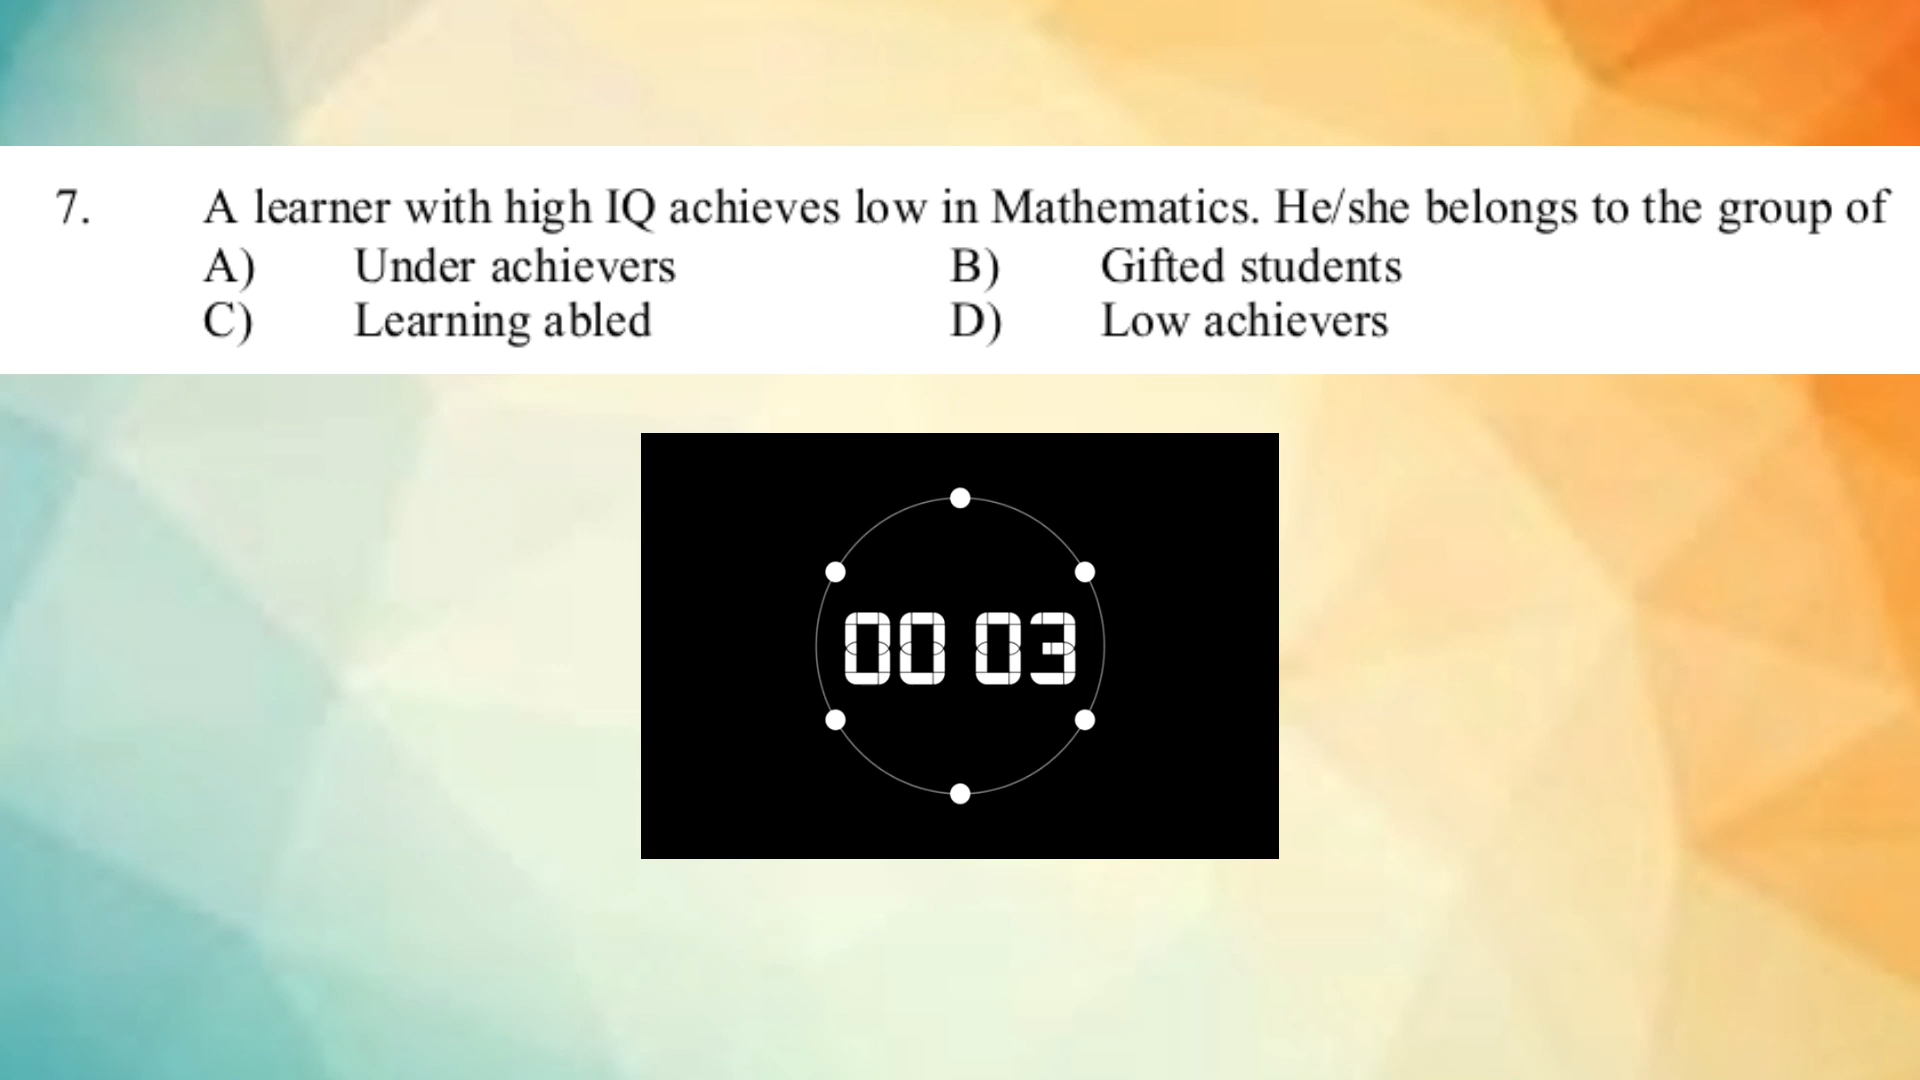 7. A learner with high IQ achieves low in Mathematics. He/she belongs to the group of
A) Under achievers B) Gifted students
C) Learning abled D) Low achievers
00 03